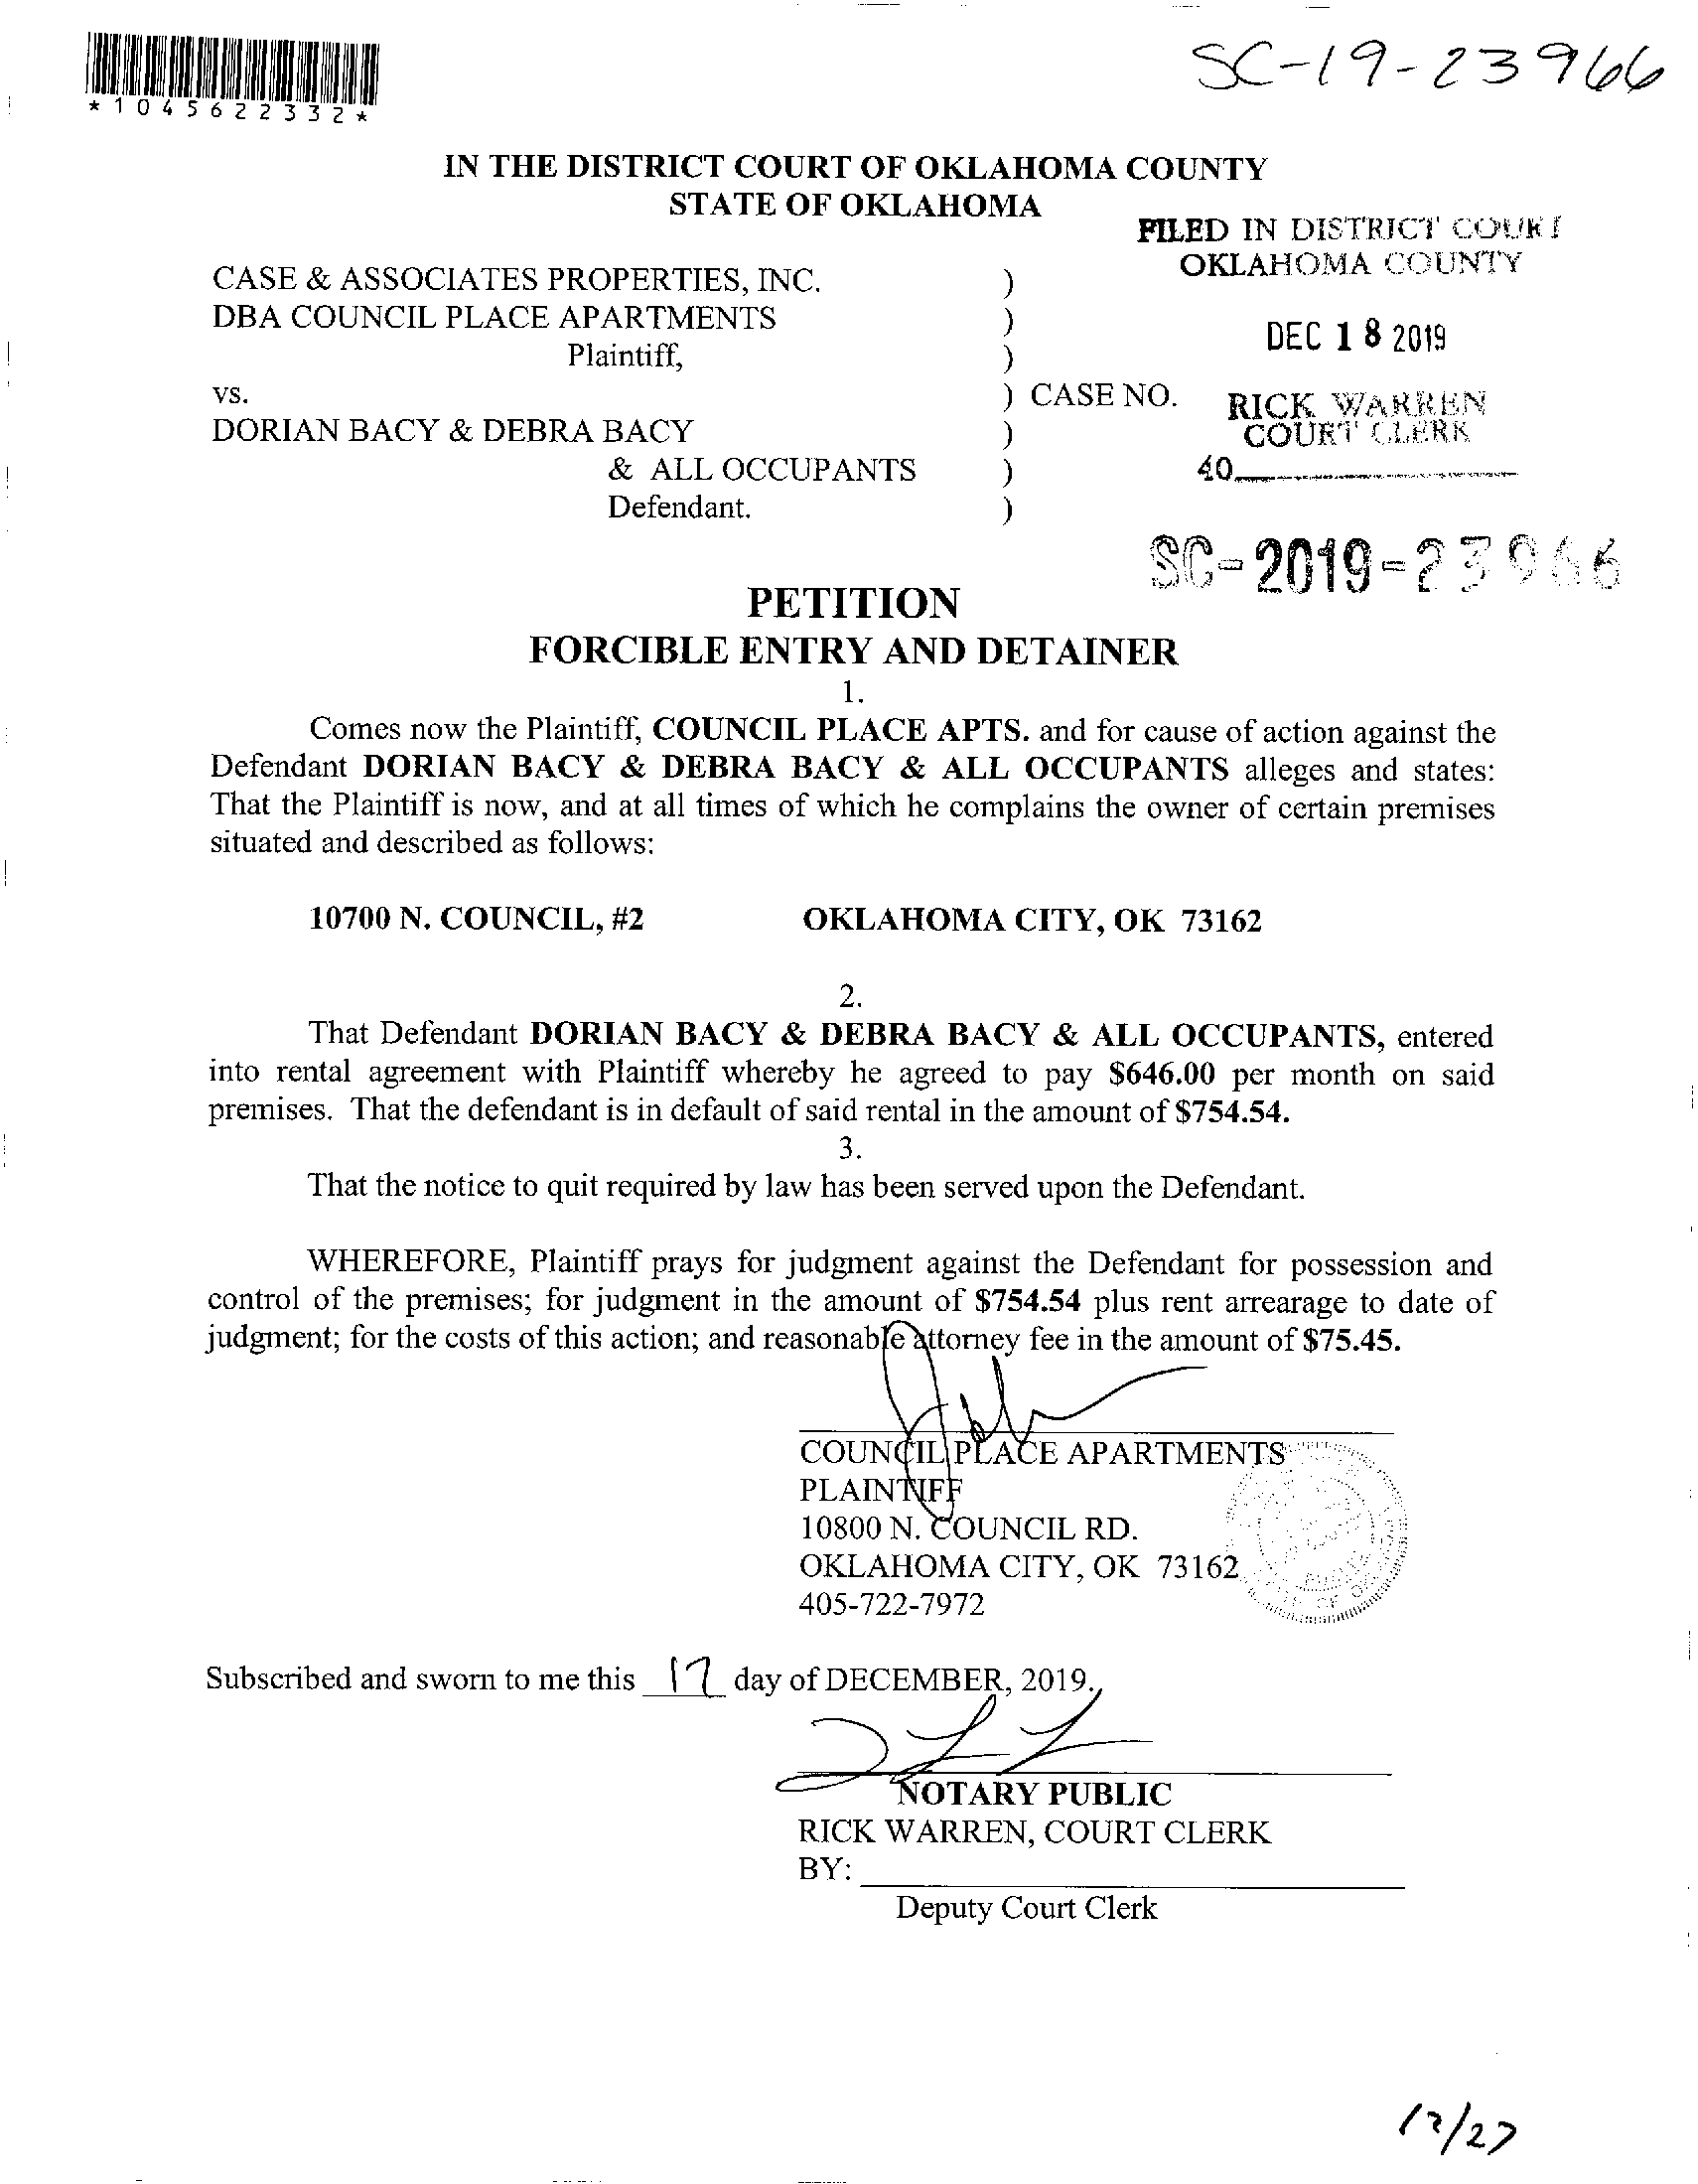 SC-19-23966
*1045622332*
IN THE DISTRICT COURT OF OKLAHOMA COUNTY
STATE OF OKLAHOMA
FILED IN DISTRICT COURT
OKLAHOMA COUNTY
CASE & ASSOCIATES PROPERTIES, INC. )
DBA COUNCIL PLACE APARTMENTS )
DEC 18 2019
Plaintiff, )
vs. ) CASE NO.
RICK WARREN
COURT CLERK
DORIAN BACY & DEBRA BACY )
& ALL OCCUPANTS )
40
Defendant. )
SC-2019-23966
PETITION
FORCIBLE ENTRY AND DETAINER
1.
Comes now the Plaintiff, COUNCIL PLACE APTS. and for cause of action against the
Defendant DORIAN BACY & DEBRA BACY & ALL OCCUPANTS alleges and states:
That the Plaintiff is now, and at all times of which he complains the owner of certain premises
situated and described as follows:
10700 N. COUNCIL, #2 OKLAHOMA CITY, OK 73162
2.
That Defendant DORIAN BACY & DEBRA BACY & ALL OCCUPANTS, entered
into rental agreement with Plaintiff whereby he agreed to pay $646.00 per month on said
premises. That the defendant is in default of said rental in the amount of $754.54.
3.
That the notice to quit required by law has been served upon the Defendant.
WHEREFORE, Plaintiff prays for judgment against the Defendant for possession and
control of the premises; for judgment in the amount of $754.54 plus rent arrearage to date of
judgment; for the costs of this action; and reasonable attorney fee in the amount of $75.45.
COUNCIL PLACE APARTMENTS
PLAINTIFF
10800 N. COUNCIL RD.
OKLAHOMA CITY, OK 73162
405-722-7972
Subscribed and sworn to me this 17 day of DECEMBER, 2019.
NOTARY PUBLIC
RICK WARREN, COURT CLERK
BY:
Deputy Court Clerk
12/27